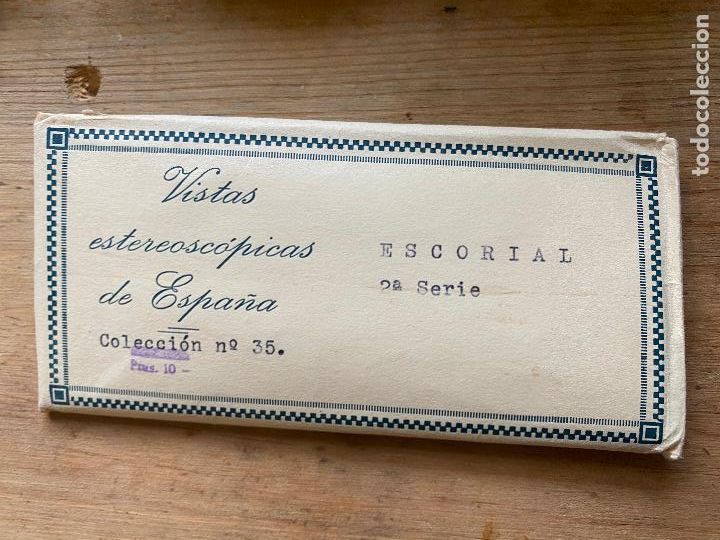 Vistas
estereoscópicas
de España
Colección nº 35.
Ptas. 10 -
ESCORIAL
2ª Serie
todocoleccion